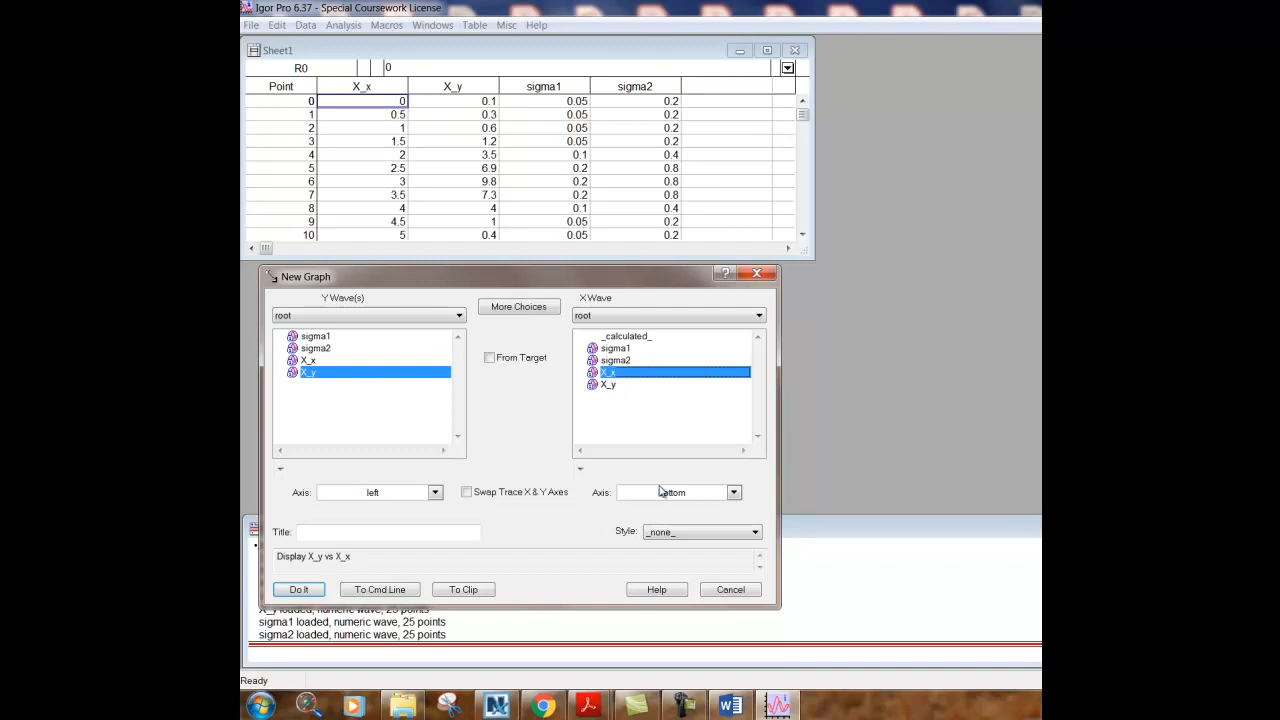 Igor Pro 6.37 - Special Coursework License
File Edit Data Analysis Macros Windows Table Misc Help
Sheet1
R0 0
Point X_x X_y sigma1 sigma2
0 0 0.1 0.05 0.2
1 0.5 0.3 0.05 0.2
2 1 0.6 0.05 0.2
3 1.5 1.2 0.05 0.2
4 2 3.5 0.1 0.4
5 2.5 6.9 0.2 0.8
6 3 9.8 0.2 0.8
7 3.5 7.3 0.2 0.8
8 4 4 0.1 0.4
9 4.5 1 0.05 0.2
10 5 0.4 0.05 0.2
New Graph
Y Wave(s) More Choices X Wave
root root
sigma1 _calculated_
sigma2 sigma1
X_x From Target sigma2
X_y X_x
X_y
Axis: left Swap Trace X & Y Axes Axis: bottom
Title: Style: _none_
Display X_y vs X_x
Do It To Cmd Line To Clip Help Cancel
X_y loaded, numeric wave, 25 points
sigma1 loaded, numeric wave, 25 points
sigma2 loaded, numeric wave, 25 points
Ready